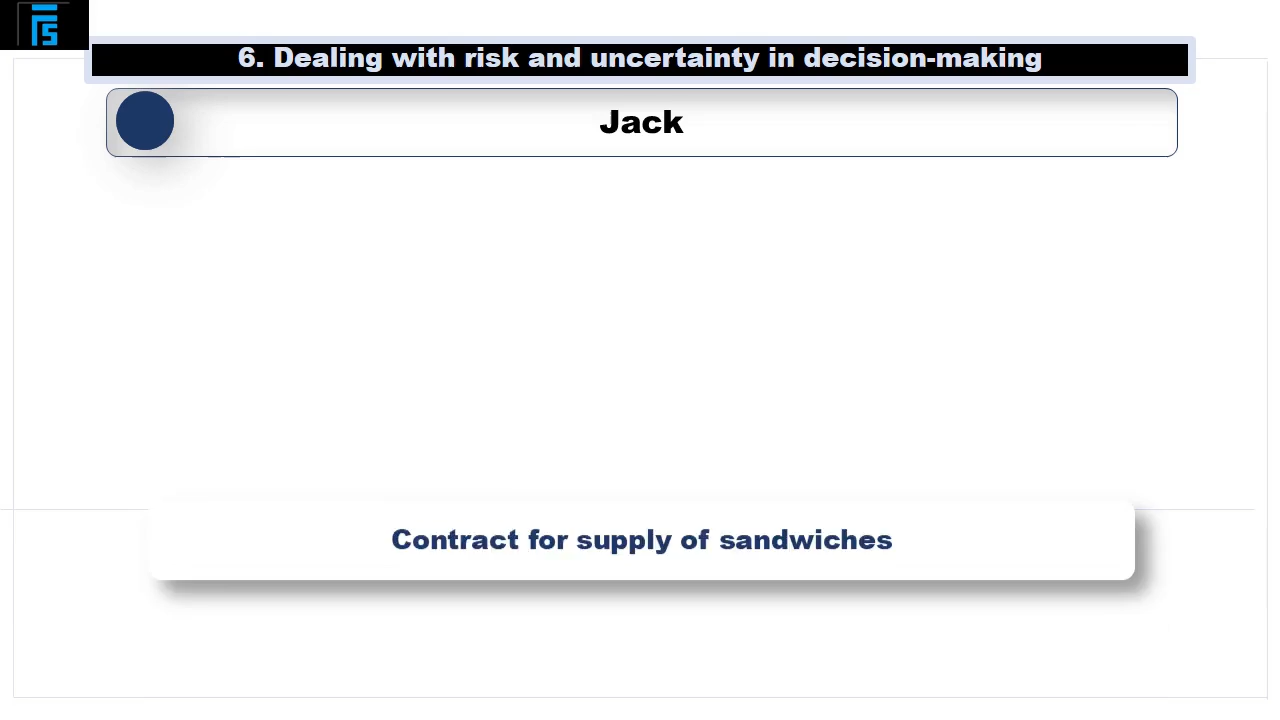 6. Dealing with risk and uncertainty in decision-making
Jack
Contract for supply of sandwiches